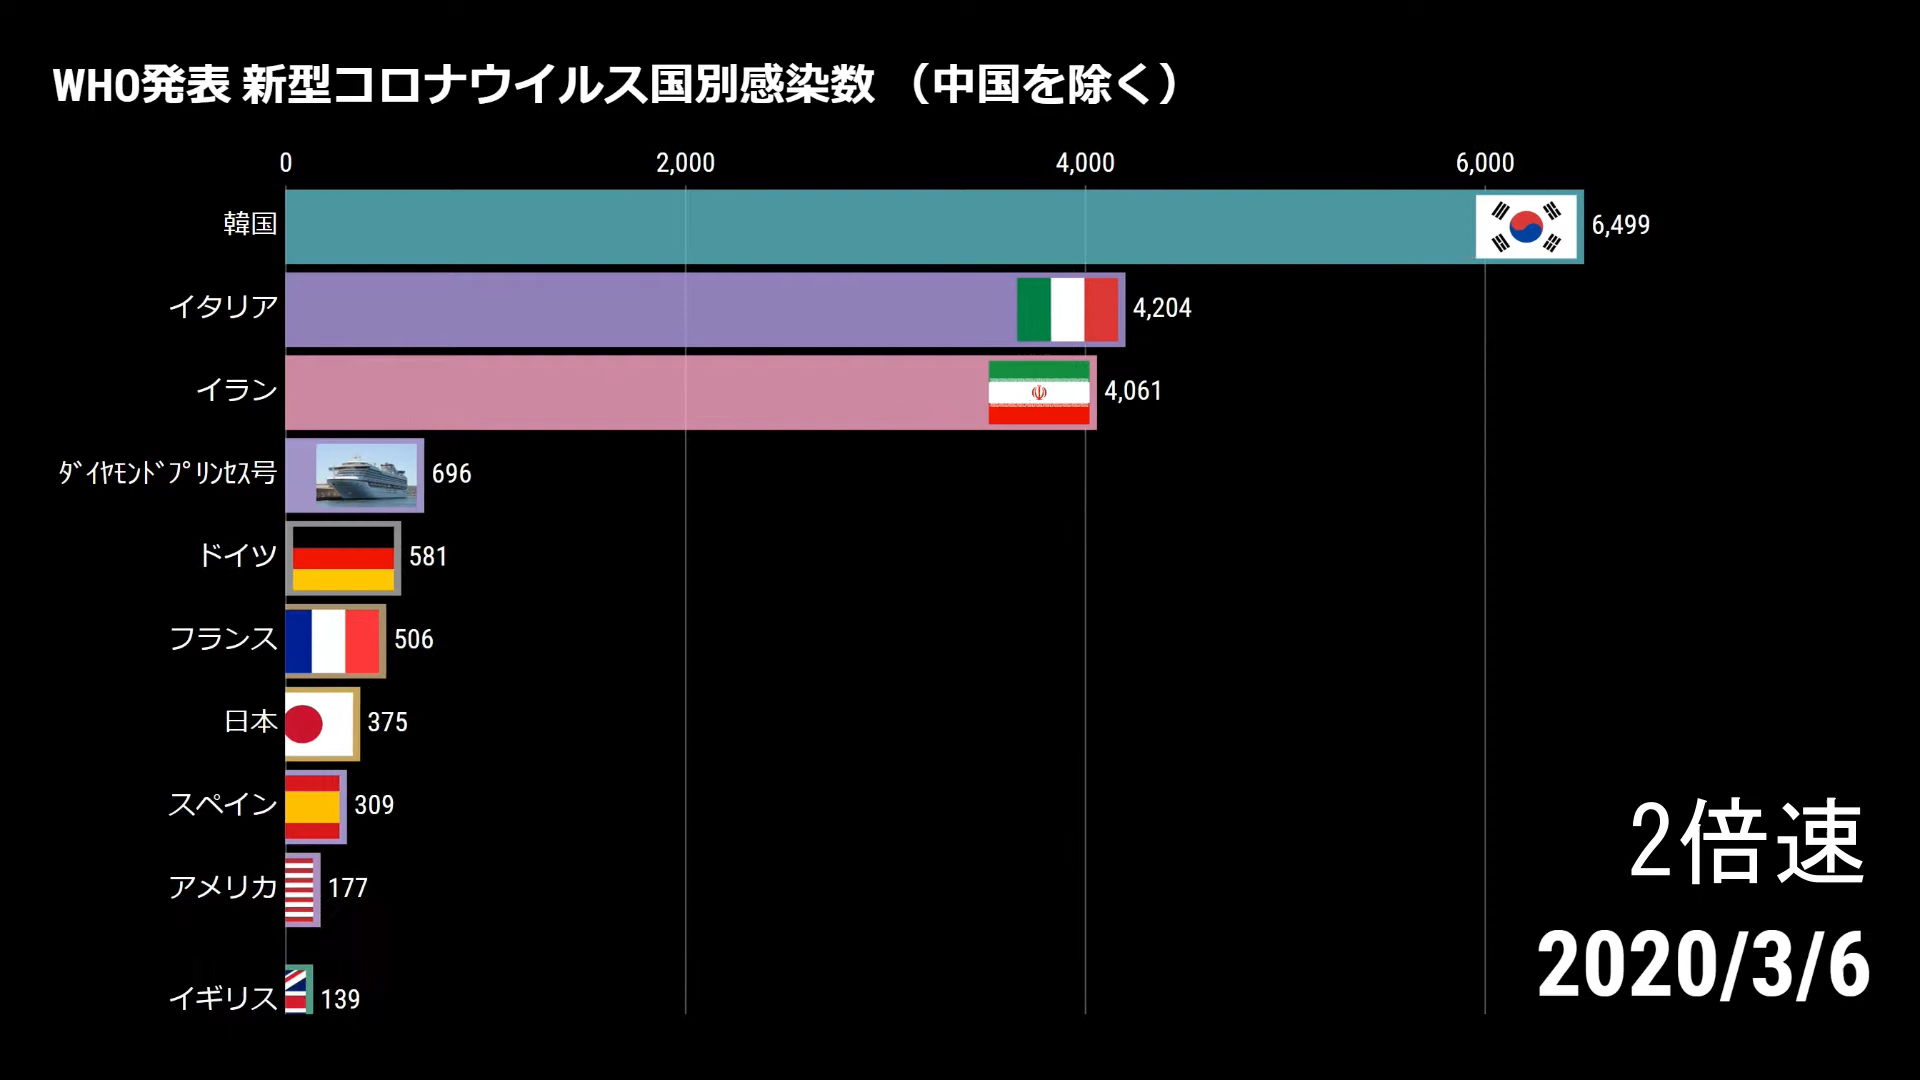 WHO発表 新型コロナウイルス国別感染数 （中国を除く）
0 2,000 4,000 6,000
韓国 6,499
イタリア 4,204
イラン 4,061
ﾀﾞｲﾔﾓﾝﾄﾞﾌﾟﾘﾝｾｽ号 696
ドイツ 581
フランス 506
日本 375
スペイン 309
アメリカ 177
イギリス 139
2倍速
2020/3/6